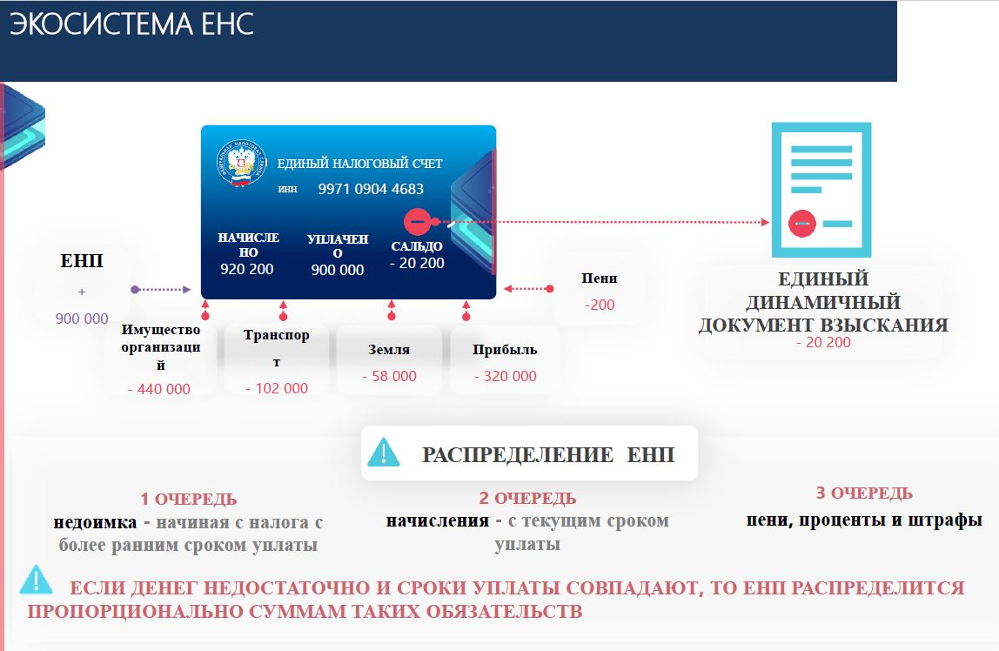 ЭКОСИСТЕМА ЕНС
ФЕДЕРАЛЬНАЯ НАЛОГОВАЯ СЛУЖБА
ЕДИНЫЙ НАЛОГОВЫЙ СЧЕТ
ИНН 9971 0904 4683
НАЧИСЛЕ
НО
920 200
УПЛАЧЕН
О
900 000
САЛЬДО
- 20 200
ЕНП
+
900 000
Имущество
организаци
й
- 440 000
Транспор
т
- 102 000
Земля
- 58 000
Прибыль
- 320 000
Пени
-200
ЕДИНЫЙ
ДИНАМИЧНЫЙ
ДОКУМЕНТ ВЗЫСКАНИЯ
- 20 200
РАСПРЕДЕЛЕНИЕ ЕНП
1 ОЧЕРЕДЬ
недоимка - начиная с налога с
более ранним сроком уплаты
2 ОЧЕРЕДЬ
начисления - с текущим сроком
уплаты
3 ОЧЕРЕДЬ
пени, проценты и штрафы
ЕСЛИ ДЕНЕГ НЕДОСТАТОЧНО И СРОКИ УПЛАТЫ СОВПАДАЮТ, ТО ЕНП РАСПРЕДЕЛИТСЯ
ПРОПОРЦИОНАЛЬНО СУММАМ ТАКИХ ОБЯЗАТЕЛЬСТВ